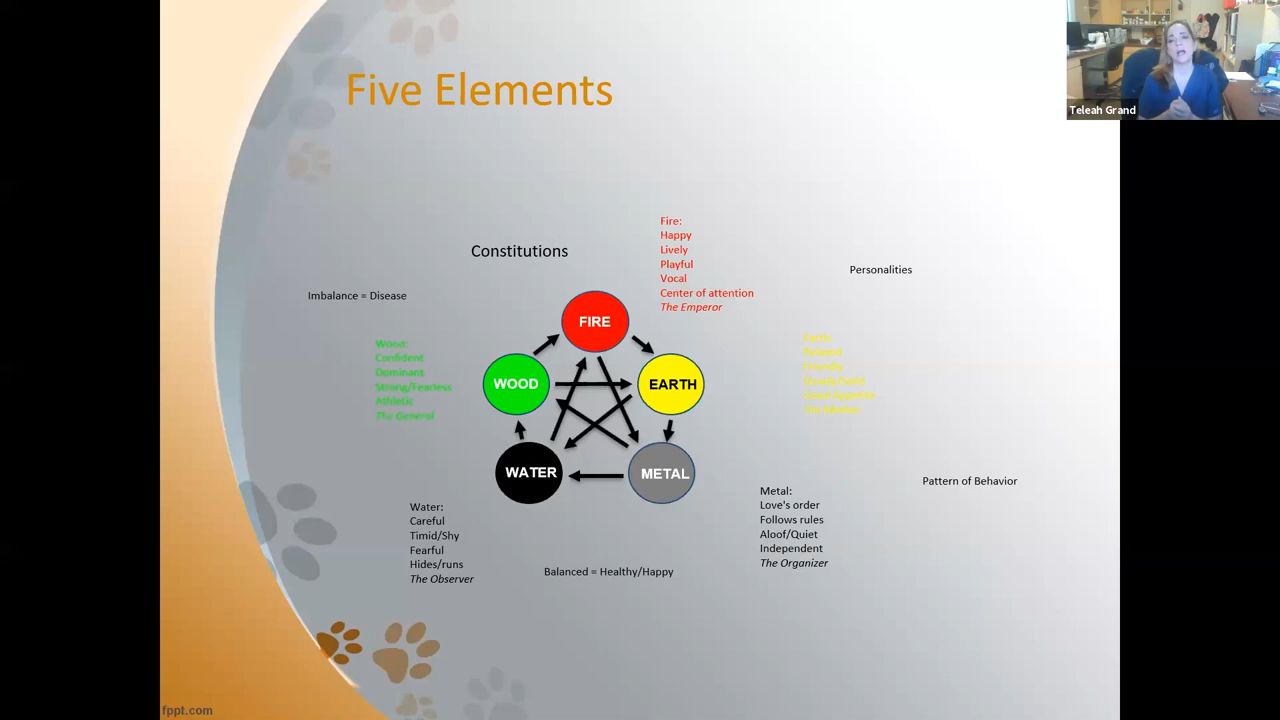 Five Elements
Teleah Grand
Constitutions
Imbalance = Disease
Fire:
Happy
Lively
Playful
Vocal
Center of attention
The Emperor
Personalities
Wood:
Confident
Dominant
Strong/Fearless
Athletic
The General
FIRE
WOOD
EARTH
WATER
METAL
Earth:
Relaxed
Friendly
Steady/Solid
Good Appetite
The Mother
Pattern of Behavior
Water:
Careful
Timid/Shy
Fearful
Hides/runs
The Observer
Metal:
Love's order
Follows rules
Aloof/Quiet
Independent
The Organizer
Balanced = Healthy/Happy
fppt.com